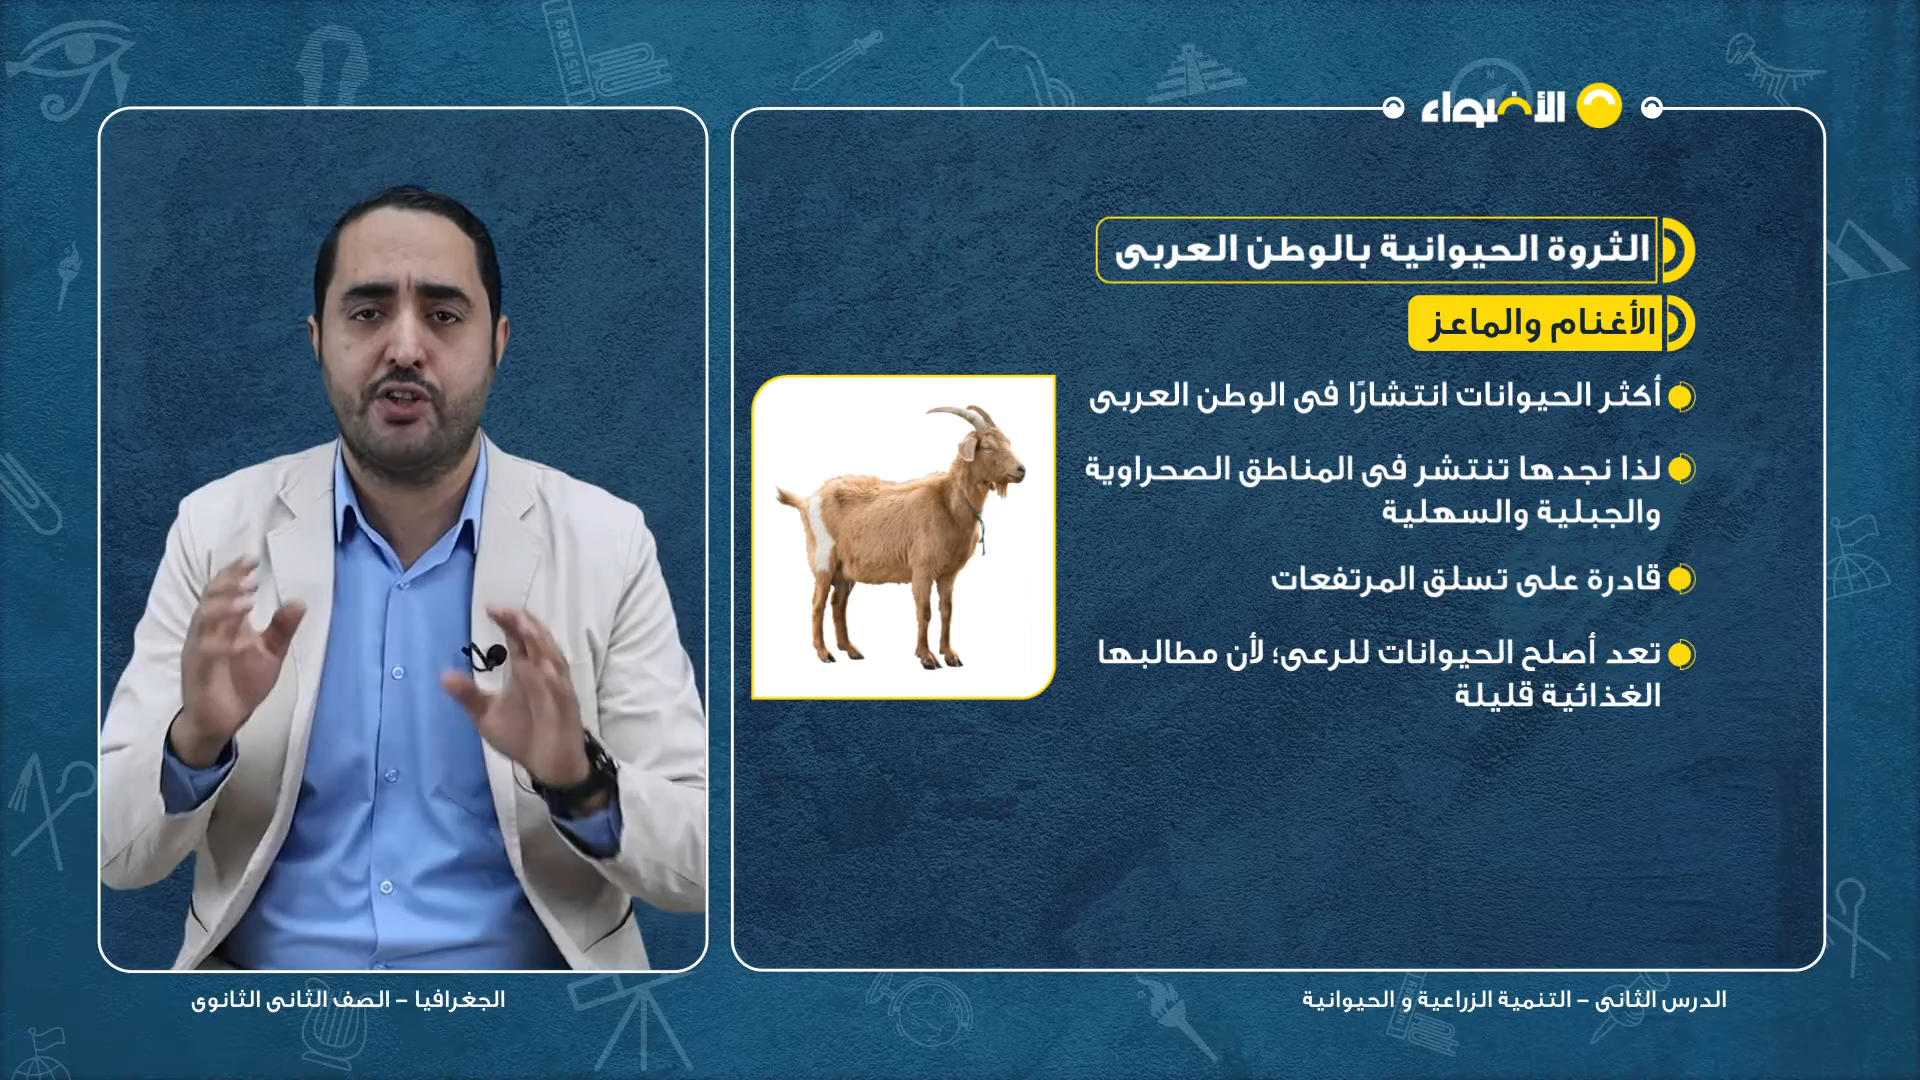 الأضواء
الثروة الحيوانية بالوطن العربى
الأغنام والماعز
أكثر الحيوانات انتشارًا فى الوطن العربى
لذا نجدها تنتشر فى المناطق الصحراوية
والجبلية والسهلية
قادرة على تسلق المرتفعات
تعد أصلح الحيوانات للرعى؛ لأن مطالبها
الغذائية قليلة
الدرس الثانى – التنمية الزراعية و الحيوانية
الجغرافيا – الصف الثانى الثانوى